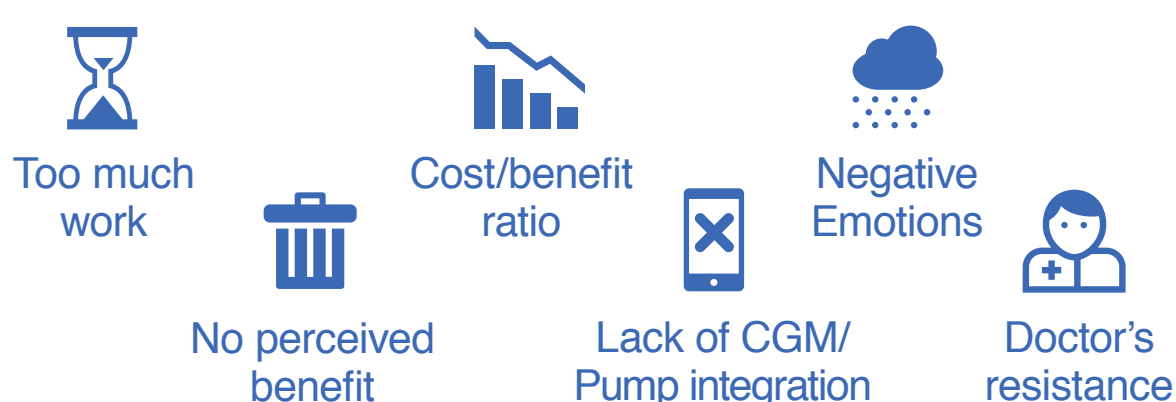 Too much
work
Cost/benefit
ratio
Negative
Emotions
No perceived
benefit
Lack of CGM/
Pump integration
Doctor’s
resistance